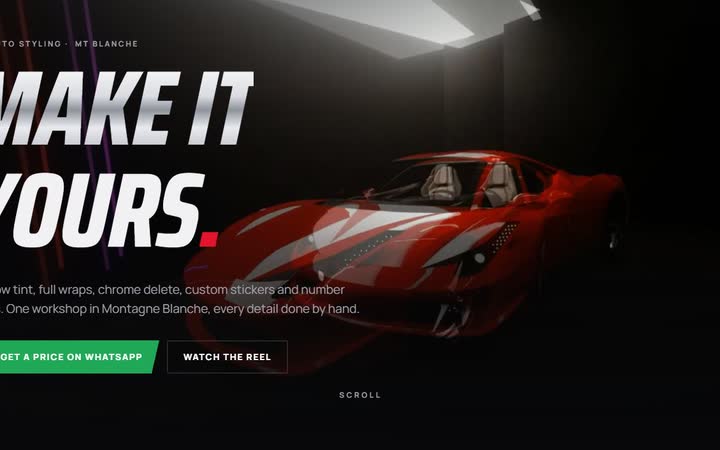 TO STYLING · MT BLANCHE
MAKE IT
YOURS.
tint, full wraps, chrome delete, custom stickers and number
. One workshop in Montagne Blanche, every detail done by hand.
GET A PRICE ON WHATSAPP
WATCH THE REEL
SCROLL